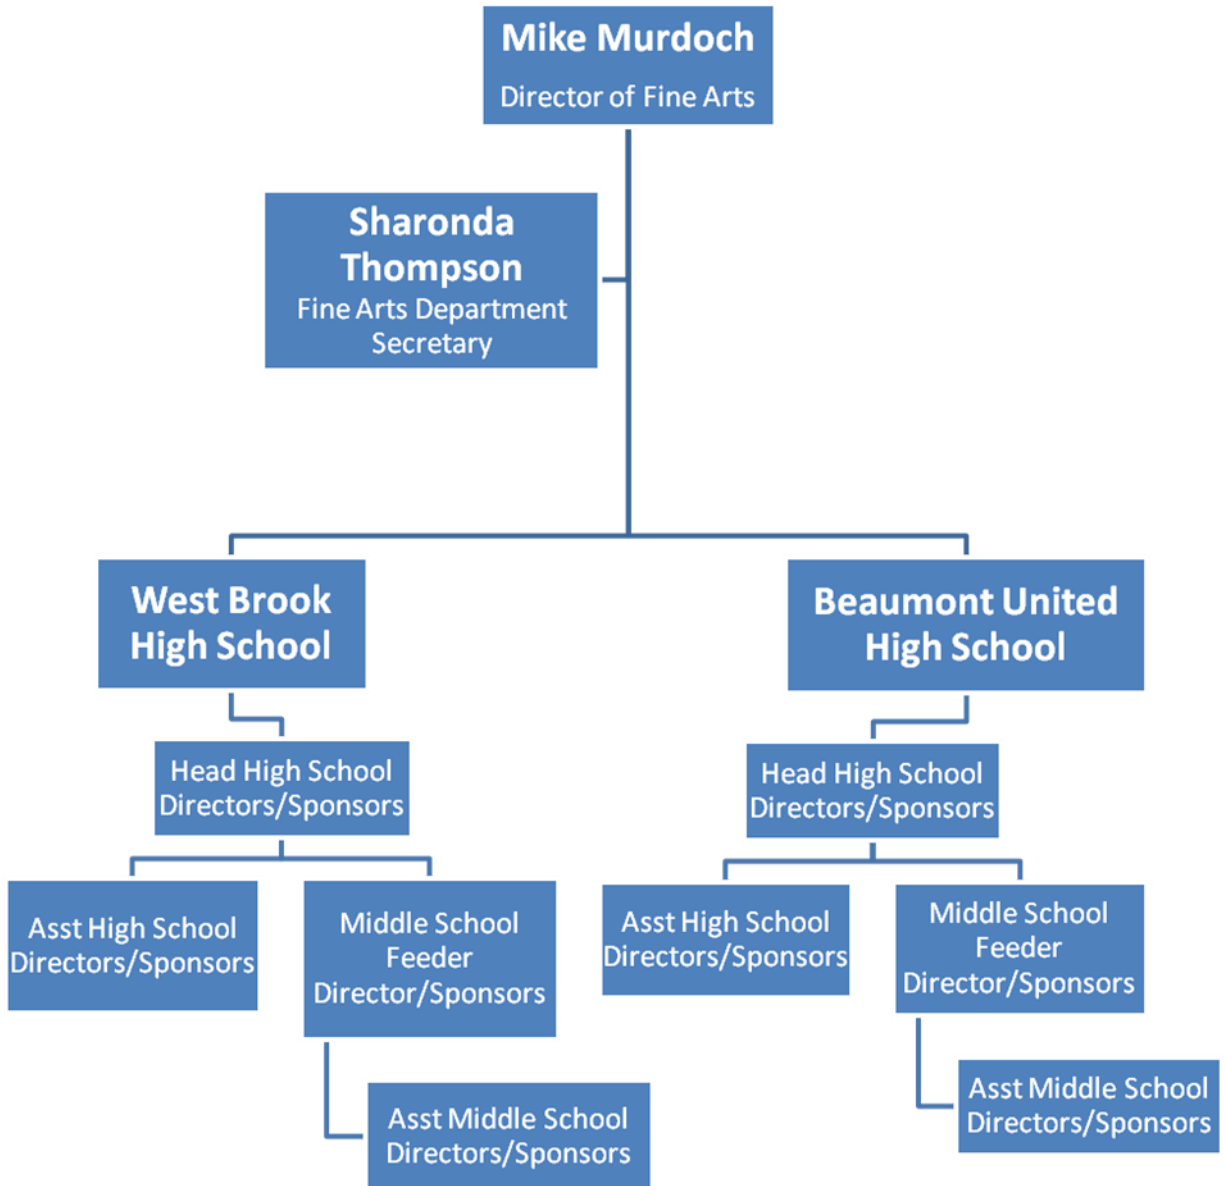 Mike Murdoch
Director of Fine Arts
Sharonda
Thompson
Fine Arts Department
Secretary
West Brook
High School
Beaumont United
High School
Head High School
Directors/Sponsors
Head High School
Directors/Sponsors
Asst High School
Directors/Sponsors
Middle School
Feeder
Director/Sponsors
Asst High School
Directors/Sponsors
Middle School
Feeder
Director/Sponsors
Asst Middle School
Directors/Sponsors
Asst Middle School
Directors/Sponsors